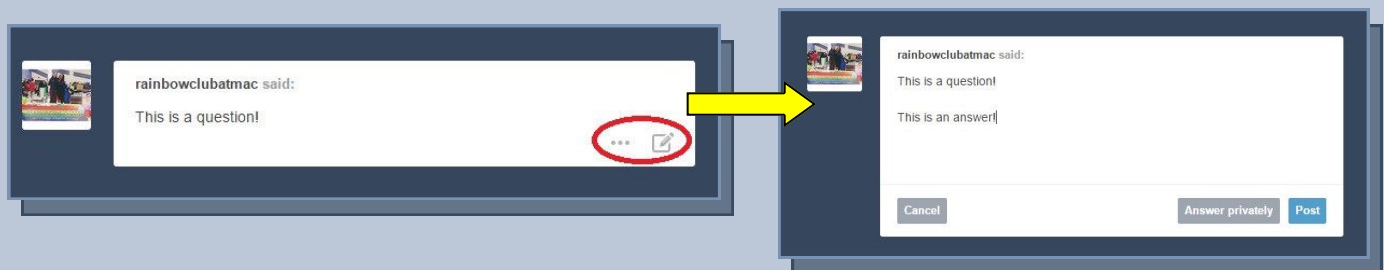 rainbowclubatmac said:
This is a question!
rainbowclubatmac said:
This is a question!
This is an answer!
Cancel
Answer privately
Post